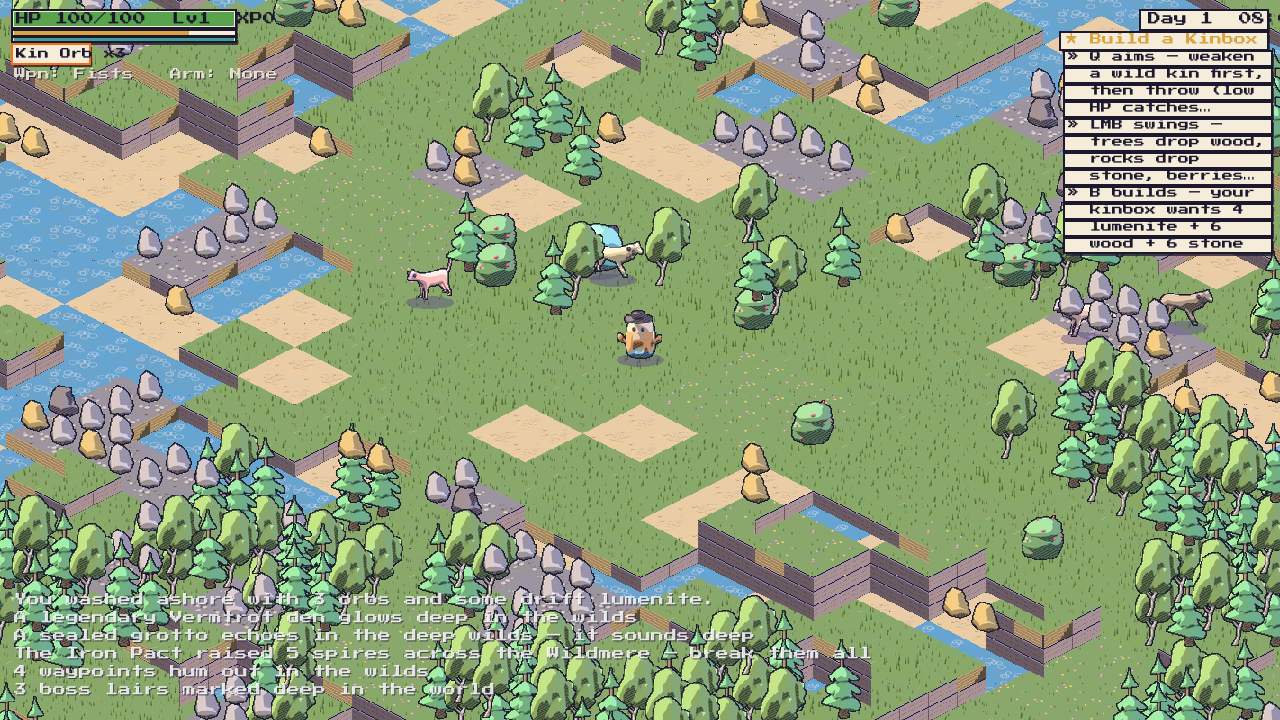 HP 100/100 Lv1 XP0
Kin Orb x3
Wpn: Fists Arm: None
Day 1 08
★ Build a Kinbox
» Q aims — weaken
a wild kin first,
then throw (low
HP catches…
» LMB swings —
trees drop wood,
rocks drop
stone, berries…
» B builds — your
kinbox wants 4
lumenite + 6
wood + 6 stone
You washed ashore with 3 orbs and some drift lumenite.
A legendary Vermirot den glows deep in the wilds
A sealed grotto echoes in the deep wilds — it sounds deep
The Iron Pact raised 5 spires across the Wildmere — break them all
4 waypoints hum out in the wilds
3 boss lairs marked deep in the world